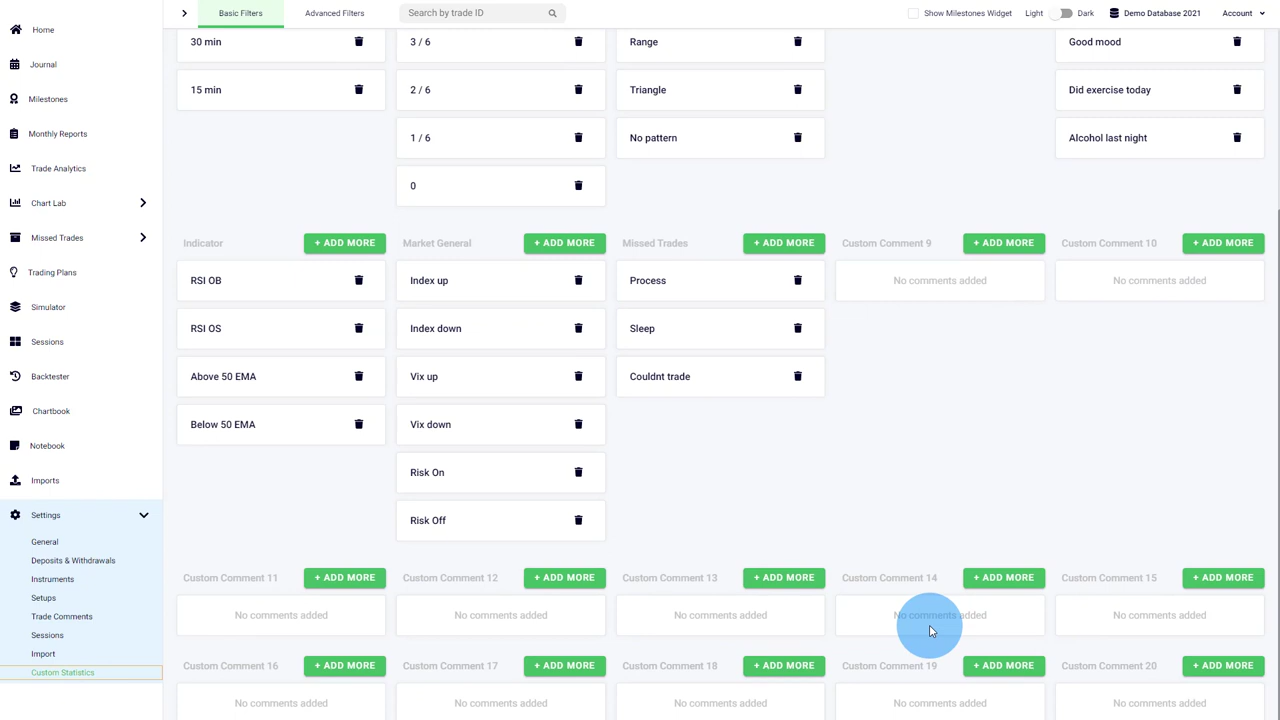 Basic Filters
Advanced Filters
Search by trade ID
Show Milestones Widget
Light
Dark
Demo Database 2021
Account
Home
Journal
Milestones
Monthly Reports
Trade Analytics
Chart Lab
Missed Trades
Trading Plans
Simulator
Sessions
Backtester
Chartbook
Notebook
Imports
Settings
General
Deposits & Withdrawals
Instruments
Setups
Trade Comments
Sessions
Import
Custom Statistics
30 min
15 min
3 / 6
2 / 6
1 / 6
0
Range
Triangle
No pattern
Good mood
Did exercise today
Alcohol last night
Indicator
+ ADD MORE
RSI OB
RSI OS
Above 50 EMA
Below 50 EMA
Market General
+ ADD MORE
Index up
Index down
Vix up
Vix down
Risk On
Risk Off
Missed Trades
+ ADD MORE
Process
Sleep
Couldnt trade
Custom Comment 9
+ ADD MORE
No comments added
Custom Comment 10
+ ADD MORE
No comments added
Custom Comment 11
+ ADD MORE
No comments added
Custom Comment 12
+ ADD MORE
No comments added
Custom Comment 13
+ ADD MORE
No comments added
Custom Comment 14
+ ADD MORE
No comments added
Custom Comment 15
+ ADD MORE
No comments added
Custom Comment 16
+ ADD MORE
No comments added
Custom Comment 17
+ ADD MORE
No comments added
Custom Comment 18
+ ADD MORE
No comments added
Custom Comment 19
+ ADD MORE
No comments added
Custom Comment 20
+ ADD MORE
No comments added